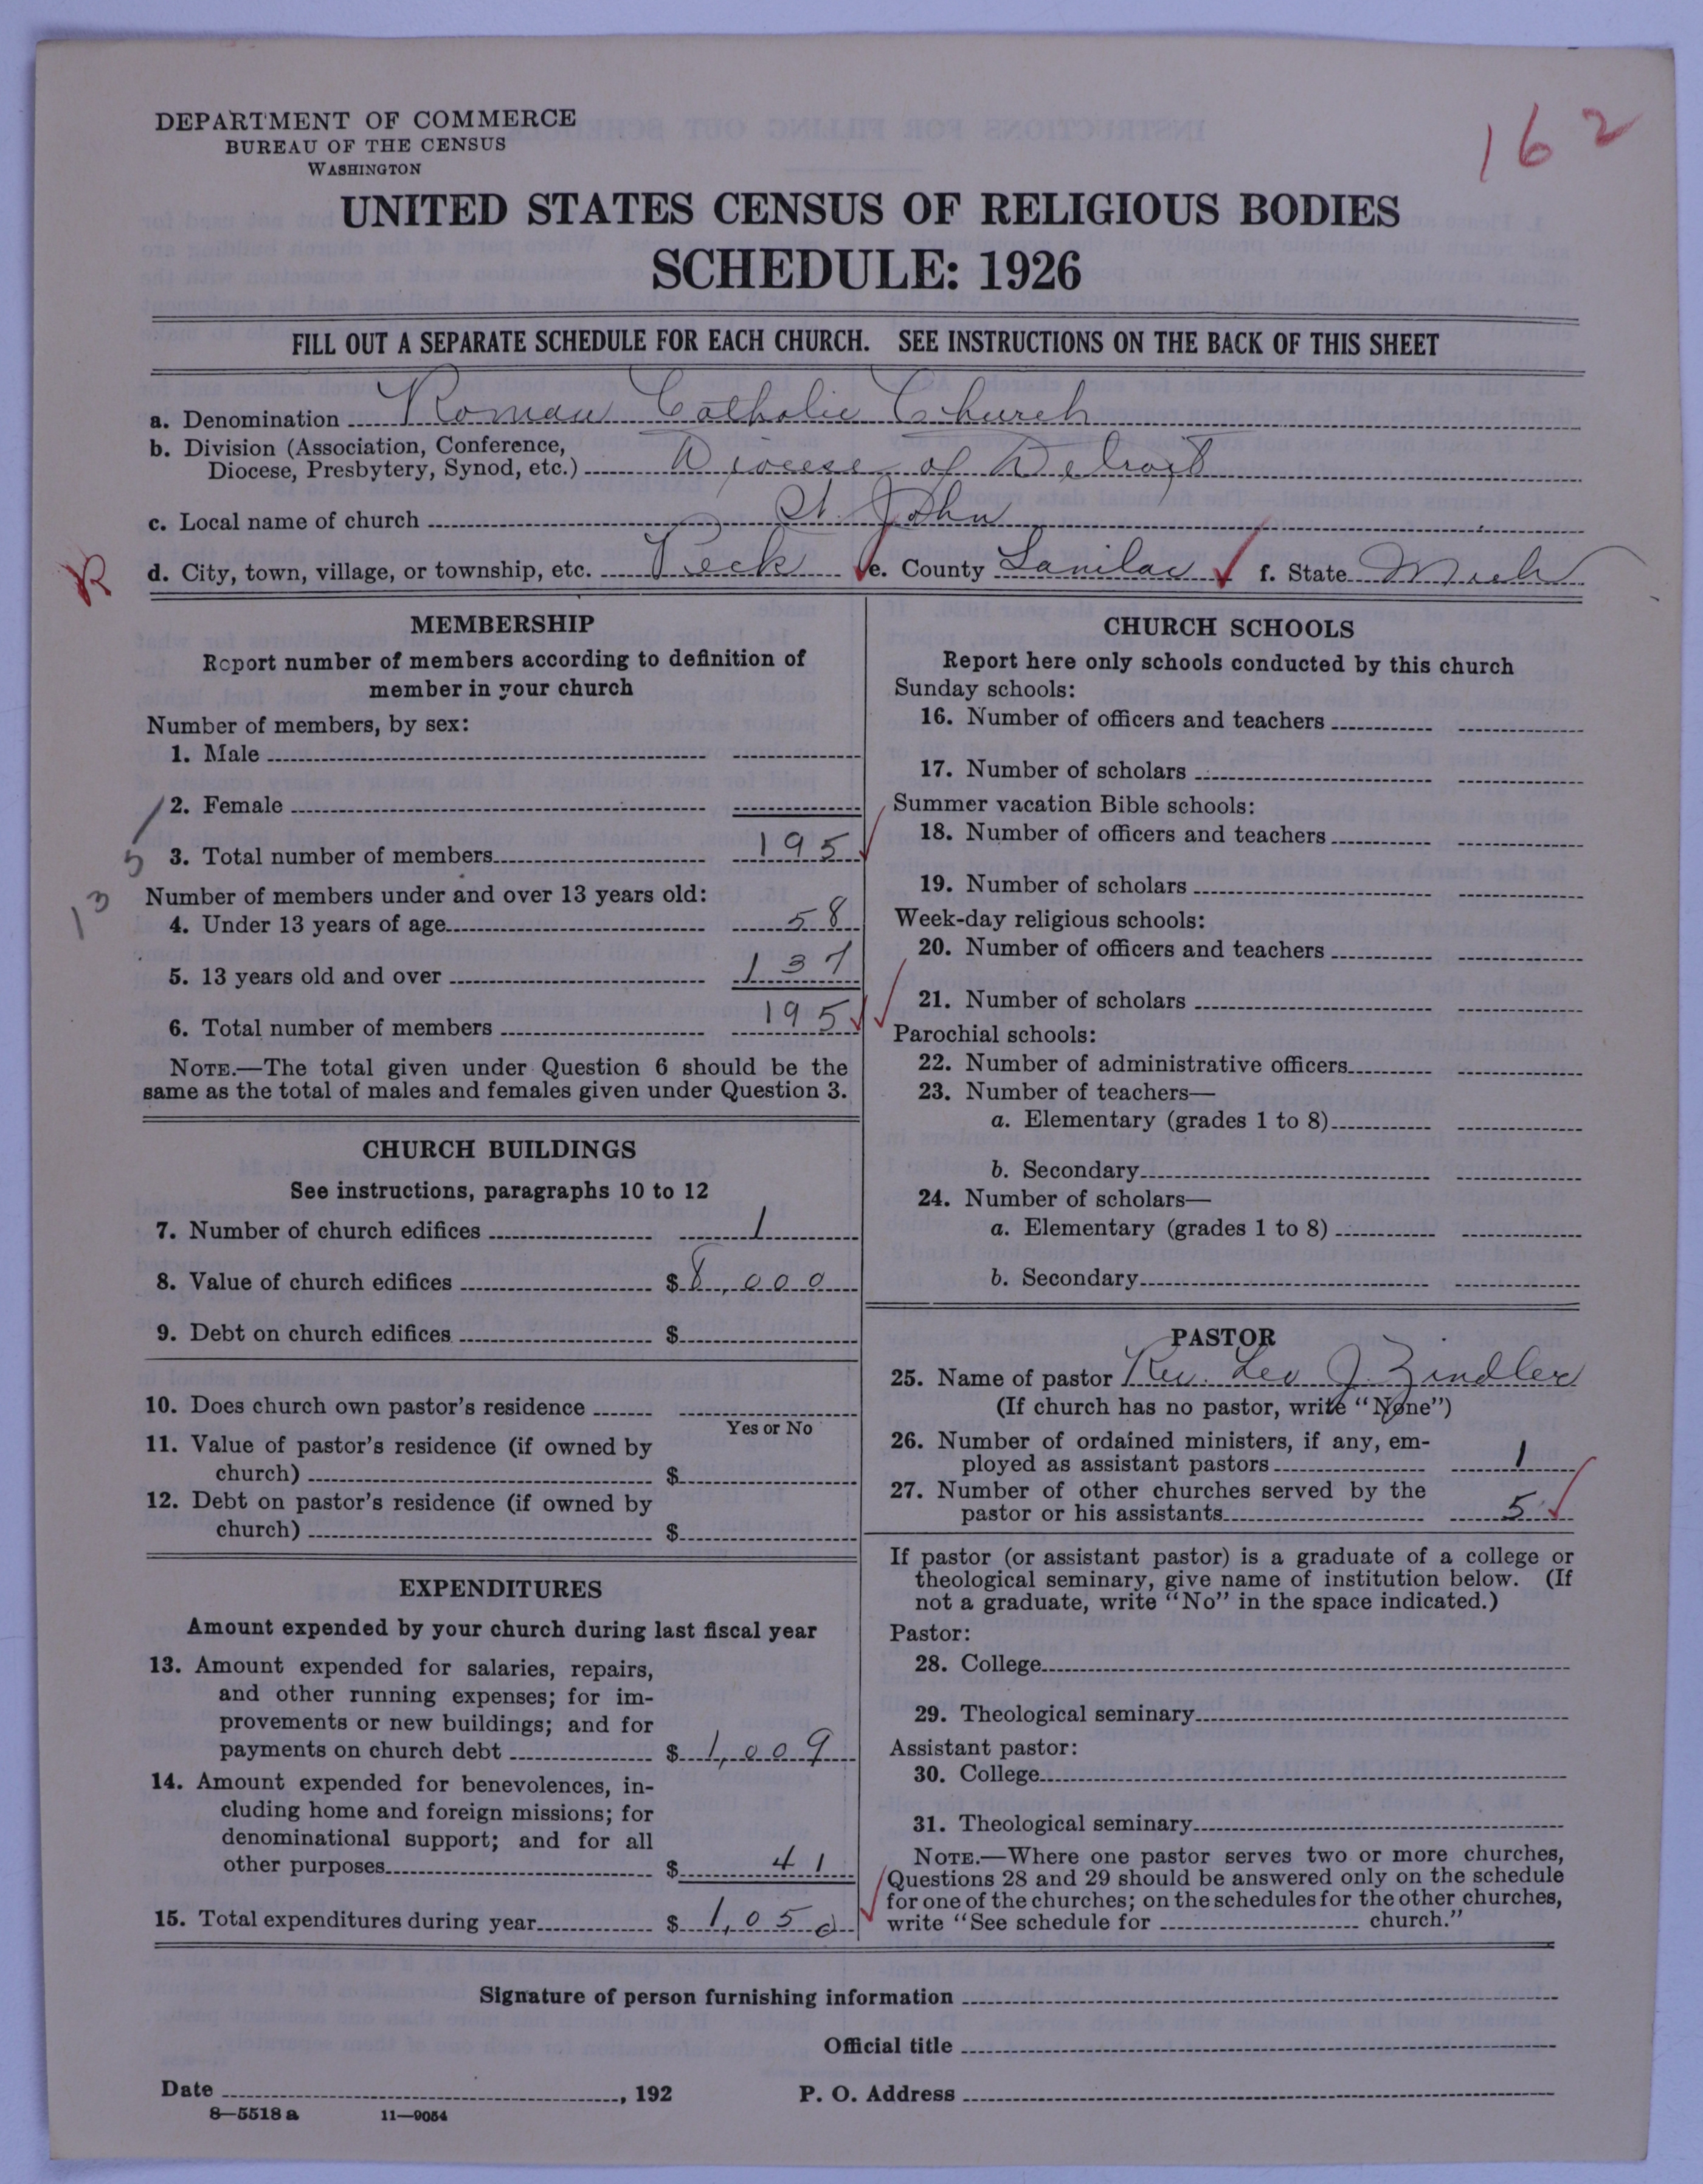 DEPARTMENT OF COMMERCE
BUREAU OF THE CENSUS
WASHINGTON
162
UNITED STATES CENSUS OF RELIGIOUS BODIES
SCHEDULE: 1926
FILL OUT A SEPARATE SCHEDULE FOR EACH CHURCH. SEE INSTRUCTIONS ON THE BACK OF THIS SHEET
a. Denomination Roman Catholic Church
b. Division (Association, Conference,
Diocese, Presbytery, Synod, etc.) Diocese of Detroit
c. Local name of church St. John
R d. City, town, village, or township, etc. Peck e. County Sanilac f. State Mich
MEMBERSHIP
Report number of members according to definition of
member in your church
Number of members, by sex:
1. Male
2. Female
3. Total number of members 195
Number of members under and over 13 years old:
4. Under 13 years of age 58
5. 13 years old and over 137
6. Total number of members 195
NOTE.—The total given under Question 6 should be the
same as the total of males and females given under Question 3.
CHURCH BUILDINGS
See instructions, paragraphs 10 to 12
7. Number of church edifices 1
8. Value of church edifices $ 8,000
9. Debt on church edifices $
10. Does church own pastor's residence
Yes or No
11. Value of pastor's residence (if owned by
church) $
12. Debt on pastor's residence (if owned by
church) $
EXPENDITURES
Amount expended by your church during last fiscal year
13. Amount expended for salaries, repairs,
and other running expenses; for im-
provements or new buildings; and for
payments on church debt $ 1,009
14. Amount expended for benevolences, in-
cluding home and foreign missions; for
denominational support; and for all
other purposes $ 41
15. Total expenditures during year $ 1,050
CHURCH SCHOOLS
Report here only schools conducted by this church
Sunday schools:
16. Number of officers and teachers
17. Number of scholars
Summer vacation Bible schools:
18. Number of officers and teachers
19. Number of scholars
Week-day religious schools:
20. Number of officers and teachers
21. Number of scholars
Parochial schools:
22. Number of administrative officers
23. Number of teachers—
a. Elementary (grades 1 to 8)
b. Secondary
24. Number of scholars—
a. Elementary (grades 1 to 8)
b. Secondary
PASTOR
25. Name of pastor Rev. Leo J. Zindler
(If church has no pastor, write "None")
26. Number of ordained ministers, if any, em-
ployed as assistant pastors 1
27. Number of other churches served by the
pastor or his assistants 5
If pastor (or assistant pastor) is a graduate of a college or
theological seminary, give name of institution below. (If
not a graduate, write "No" in the space indicated.)
Pastor:
28. College
29. Theological seminary
Assistant pastor:
30. College
31. Theological seminary
NOTE.—Where one pastor serves two or more churches,
Questions 28 and 29 should be answered only on the schedule
for one of the churches; on the schedules for the other churches,
write "See schedule for church."
Signature of person furnishing information
Official title
Date , 192 P. O. Address
8—5518 a 11—9054